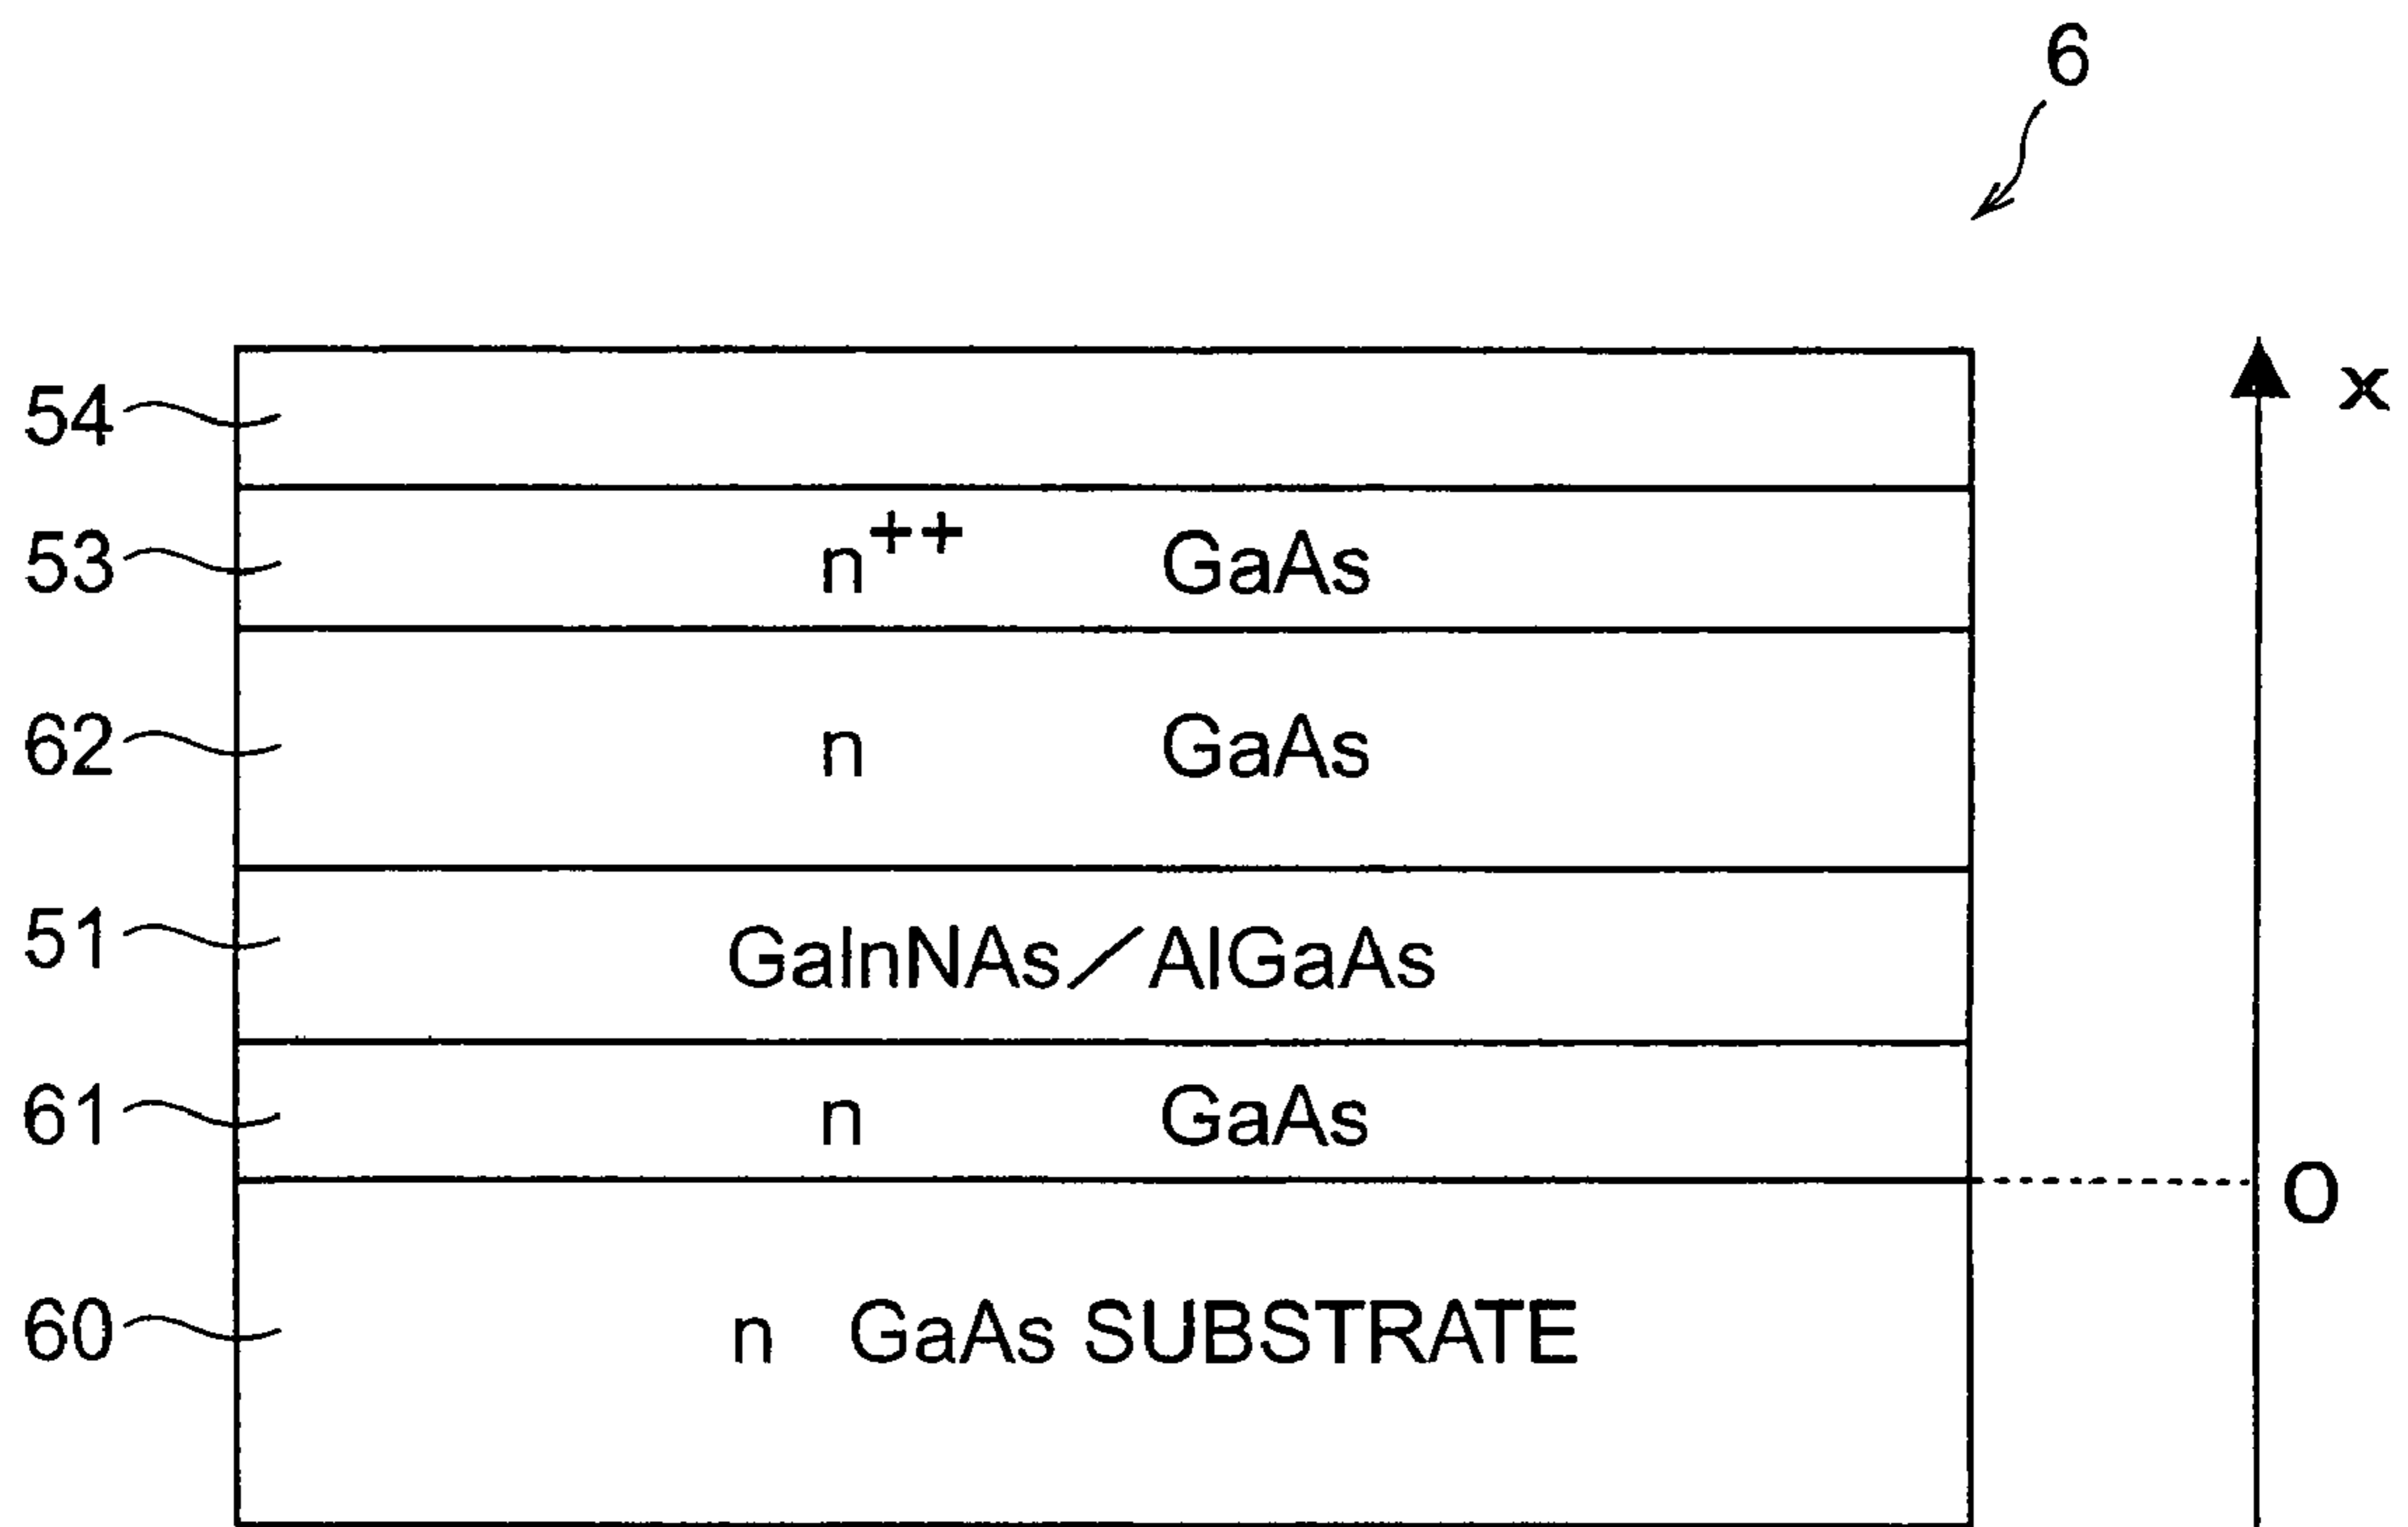 6
x
54
53 n++ GaAs
62 n GaAs
51 GaInNAs/AlGaAs
61 n GaAs
O
60 n GaAs SUBSTRATE